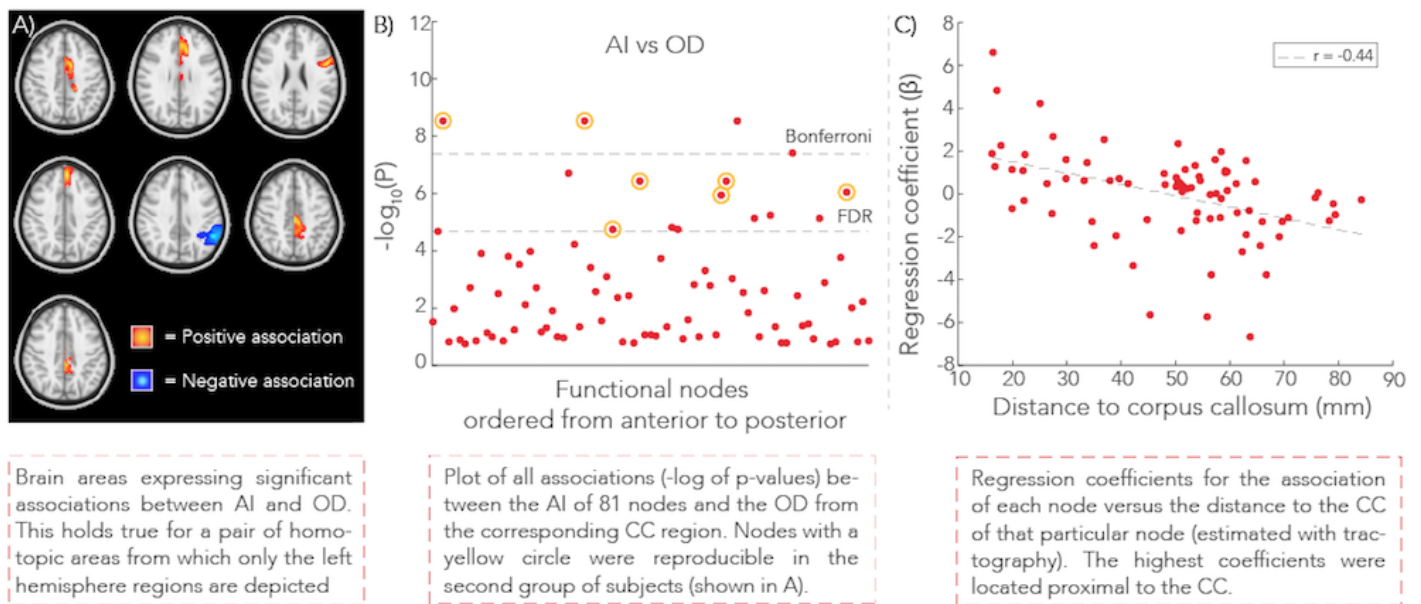 A)
= Positive association
= Negative association
B)
AI vs OD
14
12
10
8
6
4
2
0
-log10(P)
Bonferroni
FDR
Functional nodes
ordered from anterior to posterior
C)
8
6
4
2
0
-2
-4
-6
-8
Regression coefficient (β)
r = -0.44
10 20 30 40 50 60 70 80 90
Distance to corpus callosum (mm)
Brain areas expressing significant
associations between AI and OD.
This holds true for a pair of homo-
topic areas from which only the left
hemisphere regions are depicted
Plot of all associations (-log of p-values) be-
tween the AI of 81 nodes and the OD from
the corresponding CC region. Nodes with a
yellow circle were reproducible in the
second group of subjects (shown in A).
Regression coefficients for the association
of each node versus the distance to the CC
of that particular node (estimated with trac-
tography). The highest coefficients were
located proximal to the CC.